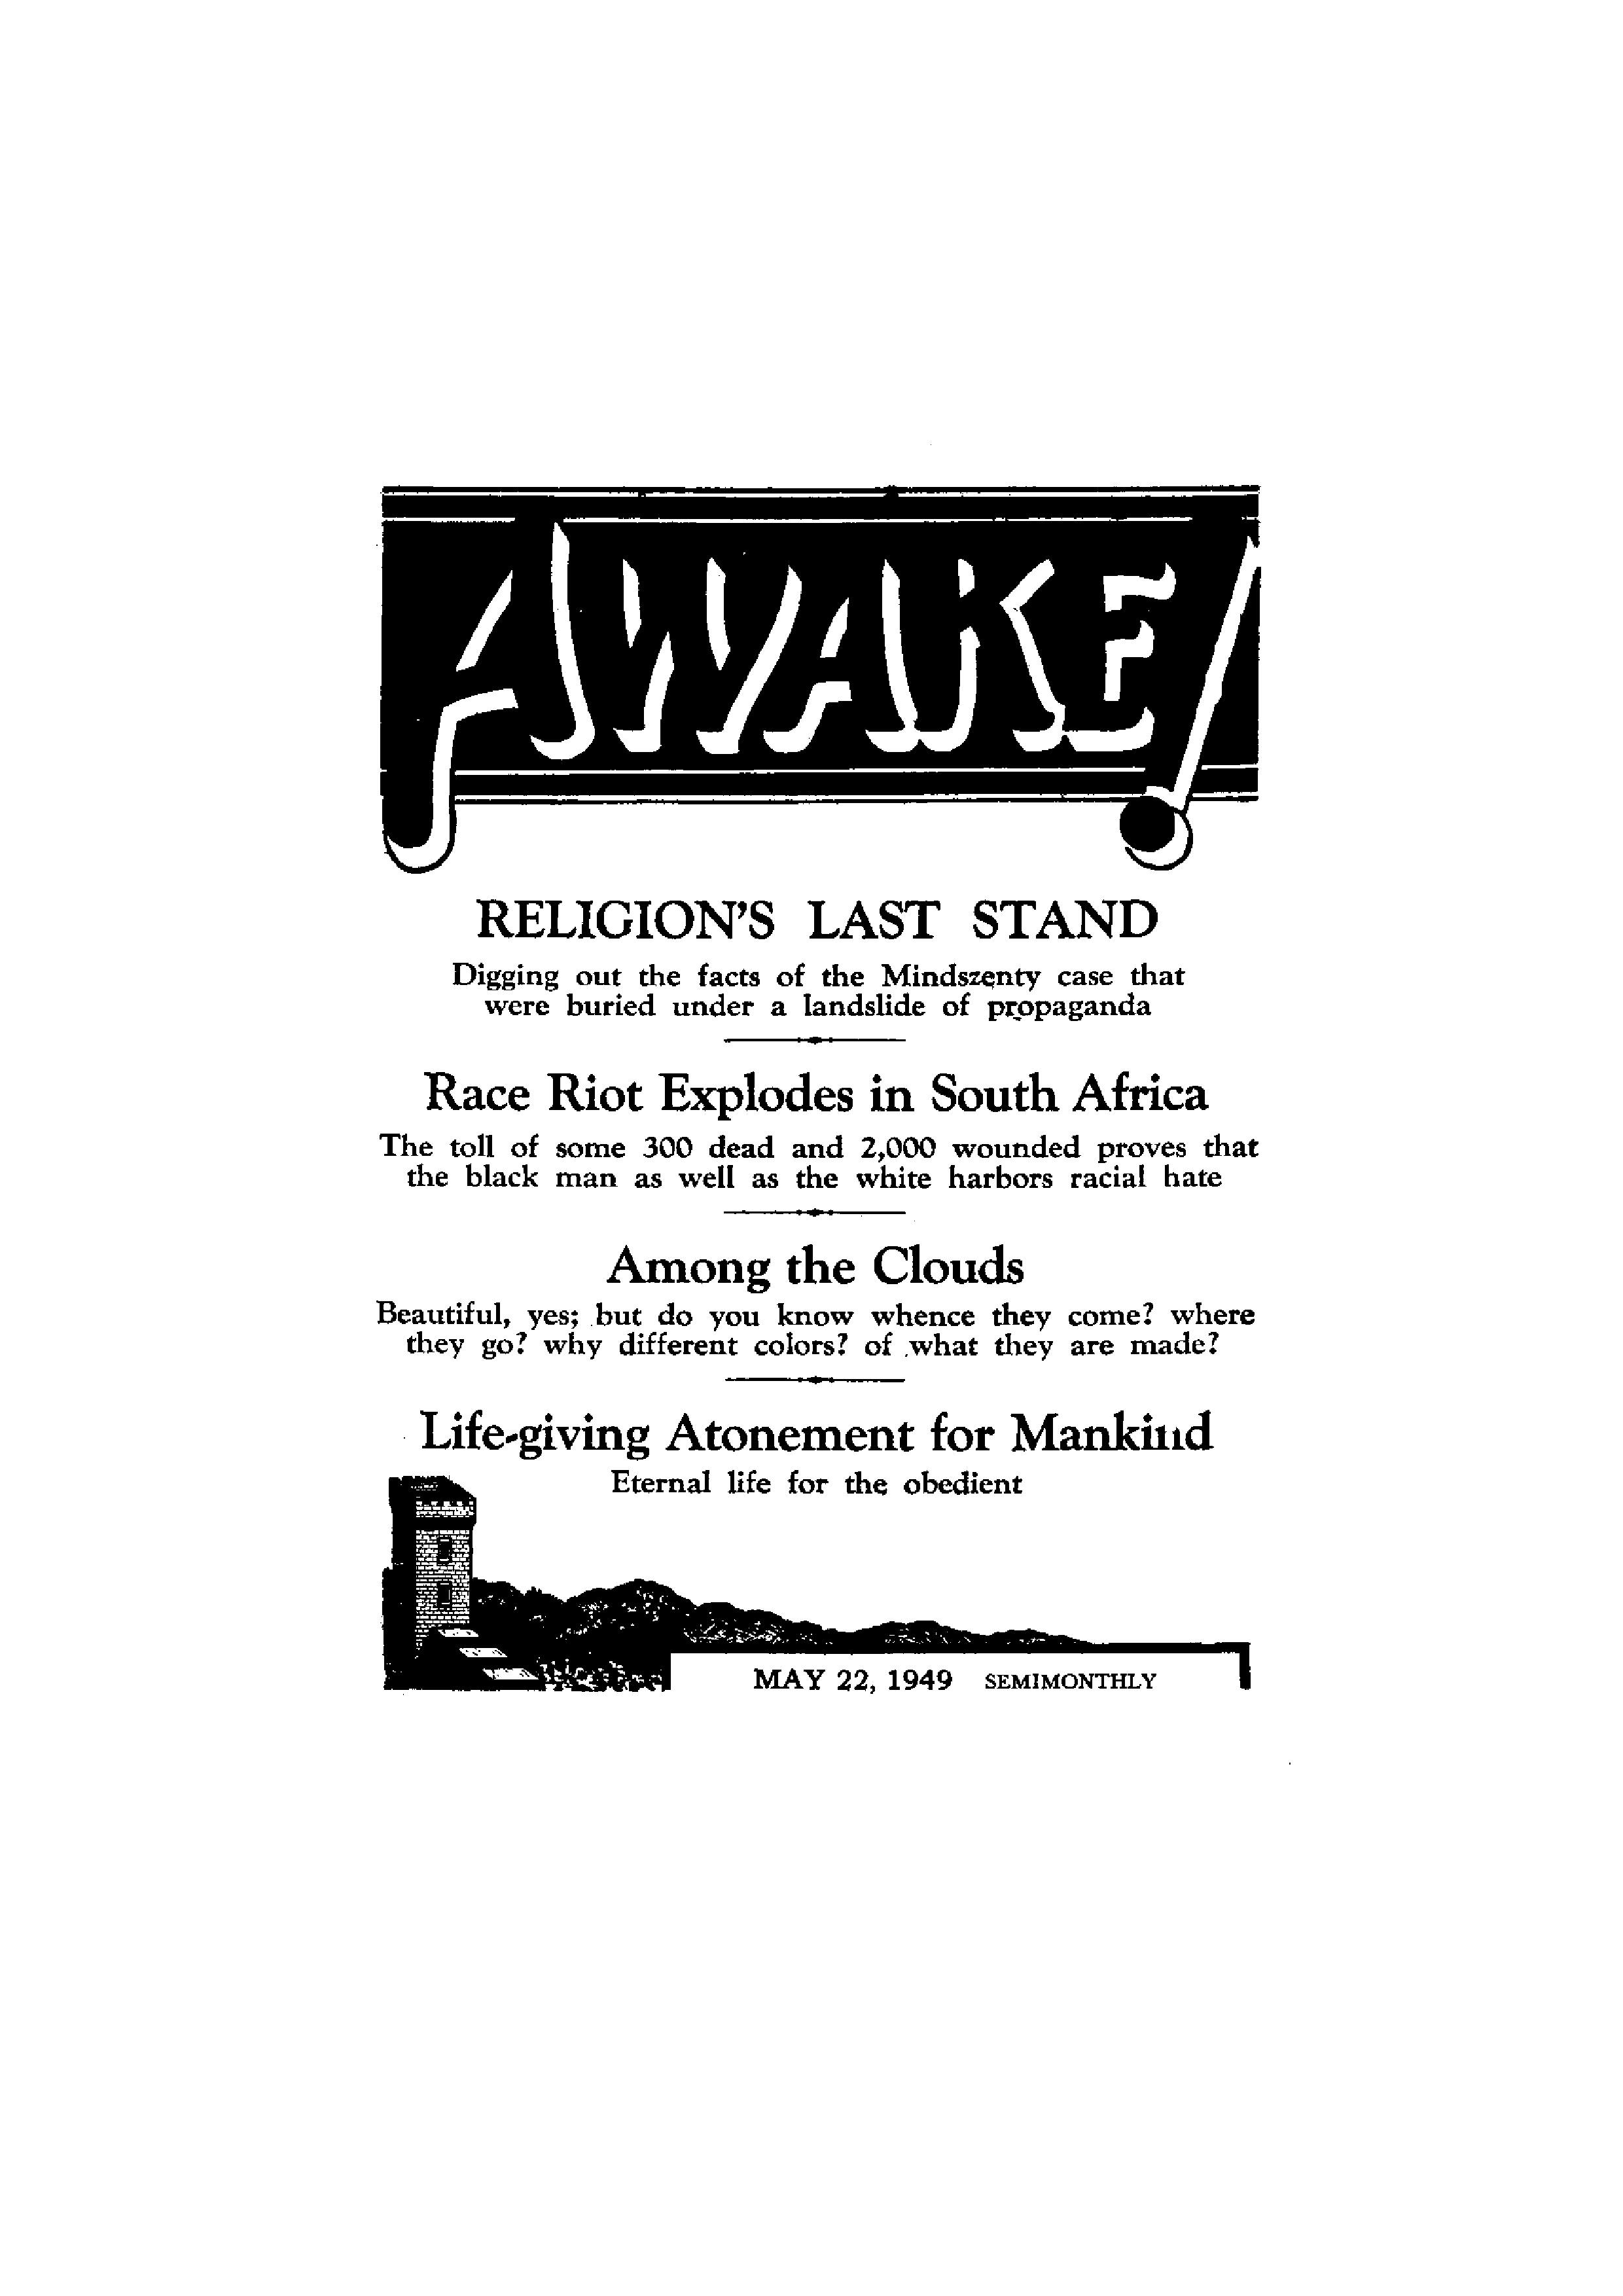 AWAKE!
RELIGION'S LAST STAND
Digging out the facts of the Mindszenty case that
were buried under a landslide of propaganda
Race Riot Explodes in South Africa
The toll of some 300 dead and 2,000 wounded proves that
the black man as well as the white harbors racial hate
Among the Clouds
Beautiful, yes; but do you know whence they come? where
they go? why different colors? of what they are made?
Life-giving Atonement for Mankind
Eternal life for the obedient
MAY 22, 1949 SEMIMONTHLY